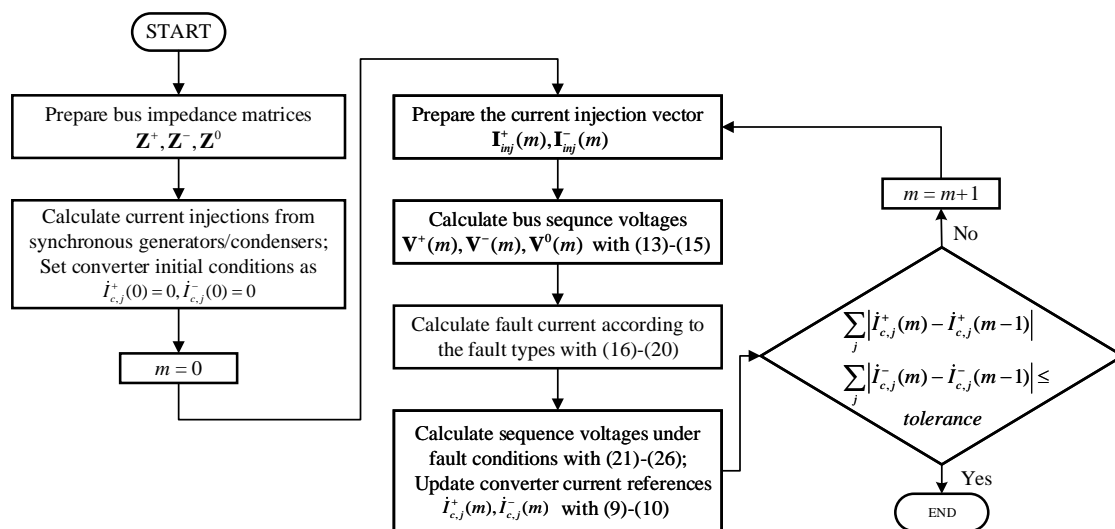 START
Prepare bus impedance matrices
Z⁺, Z⁻, Z⁰
Calculate current injections from
synchronous generators/condensers;
Set converter initial conditions as
İ⁺_{c,j}(0) = 0, İ⁻_{c,j}(0) = 0
m = 0
Prepare the current injection vector
I⁺_{inj}(m), I⁻_{inj}(m)
Calculate bus sequnce voltages
V⁺(m), V⁻(m), V⁰(m) with (13)-(15)
Calculate fault current according to
the fault types with (16)-(20)
Calculate sequence voltages under
fault conditions with (21)-(26);
Update converter current references
İ⁺_{c,j}(m), İ⁻_{c,j}(m) with (9)-(10)
m = m+1
No
∑_j |İ⁺_{c,j}(m) − İ⁺_{c,j}(m−1)|
∑_j |İ⁻_{c,j}(m) − İ⁻_{c,j}(m−1)| ≤
tolerance
Yes
END